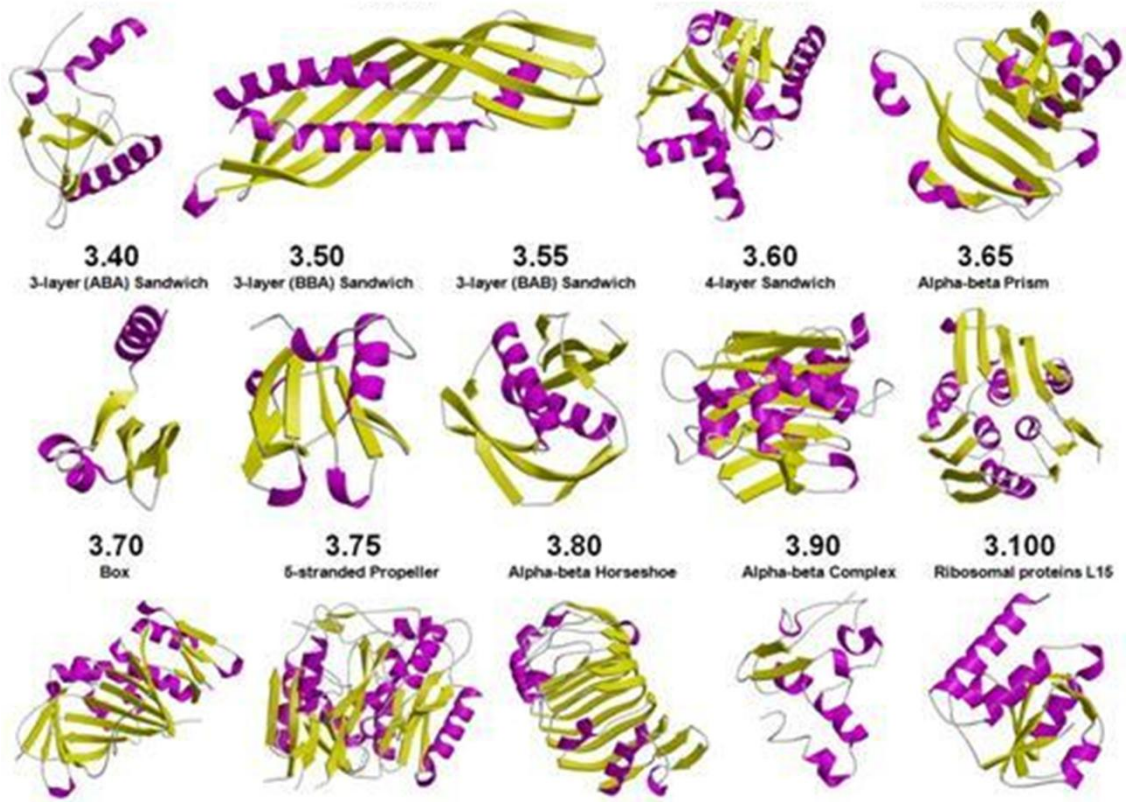 3.40 3.50 3.55 3.60 3.65
3-layer (ABA) Sandwich 3-layer (BBA) Sandwich 3-layer (BAB) Sandwich 4-layer Sandwich Alpha-beta Prism
3.70 3.75 3.80 3.90 3.100
Box 5-stranded Propeller Alpha-beta Horseshoe Alpha-beta Complex Ribosomal proteins L15